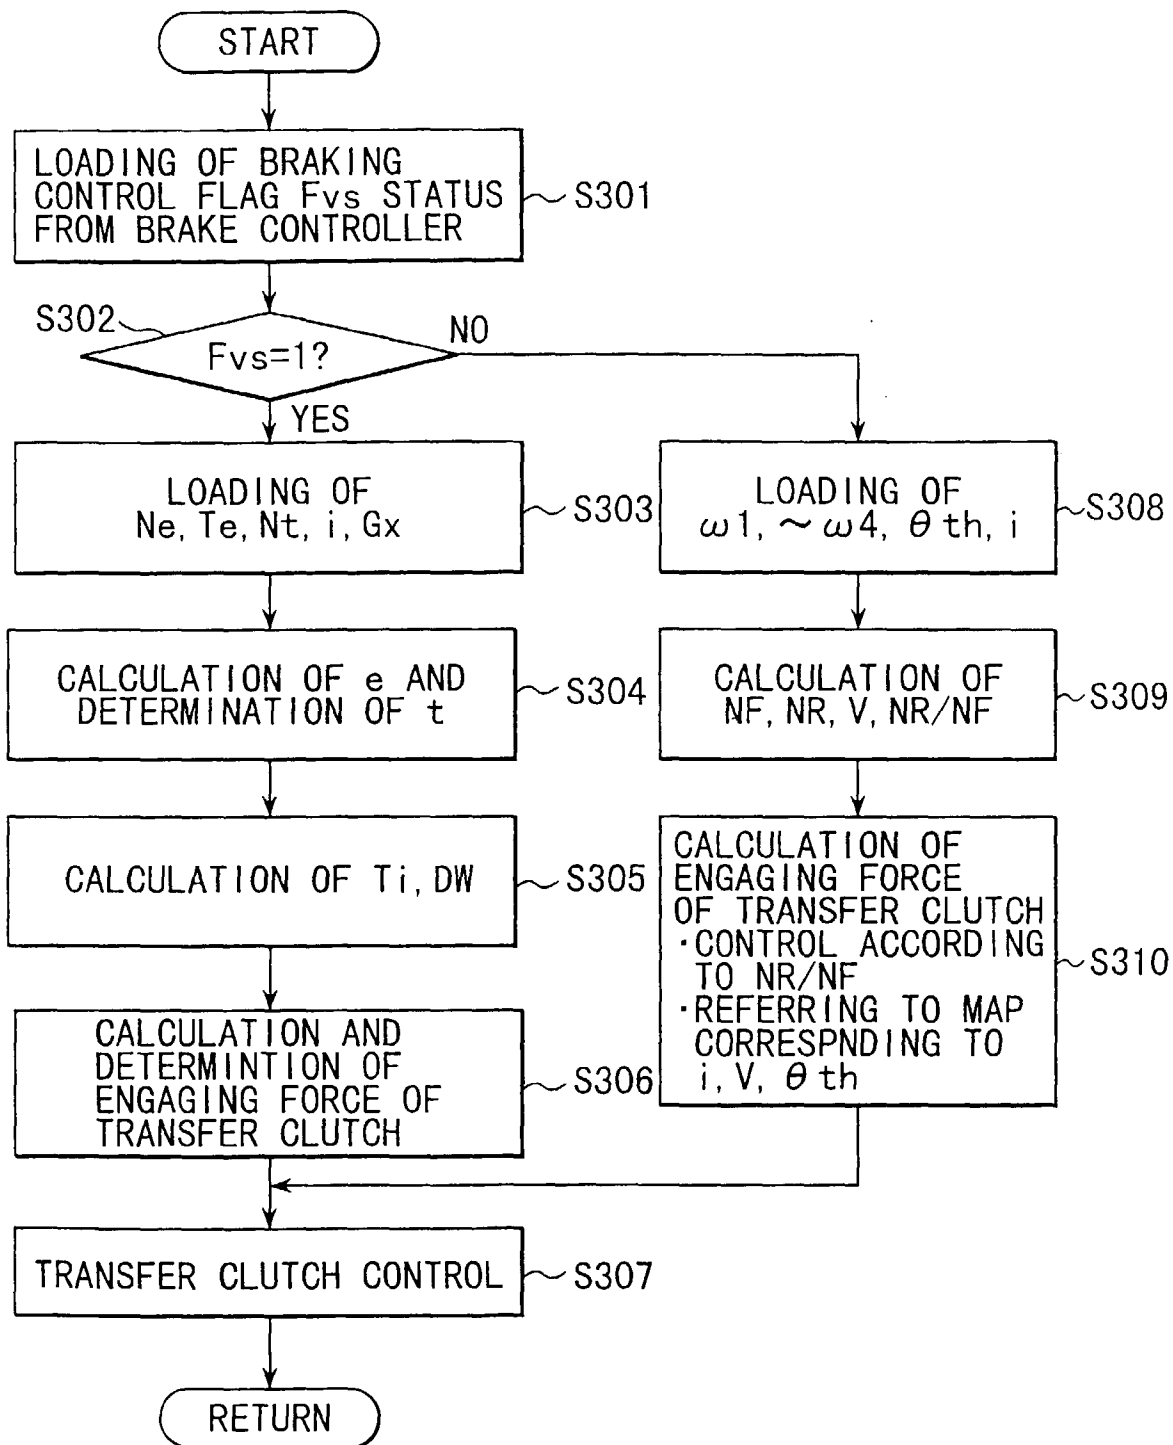 START
LOADING OF BRAKING
CONTROL FLAG Fvs STATUS
FROM BRAKE CONTROLLER
S301
S302
Fvs=1?
NO
YES
LOADING OF
Ne, Te, Nt, i, Gx
S303
CALCULATION OF e AND
DETERMINATION OF t
S304
CALCULATION OF Ti, DW
S305
CALCULATION AND
DETERMINTION OF
ENGAGING FORCE OF
TRANSFER CLUTCH
S306
LOADING OF
ω1, ~ω4, θth, i
S308
CALCULATION OF
NF, NR, V, NR/NF
S309
CALCULATION OF
ENGAGING FORCE
OF TRANSFER CLUTCH
・CONTROL ACCORDING
TO NR/NF
・REFERRING TO MAP
CORRESPNDING TO
i, V, θth
S310
TRANSFER CLUTCH CONTROL
S307
RETURN